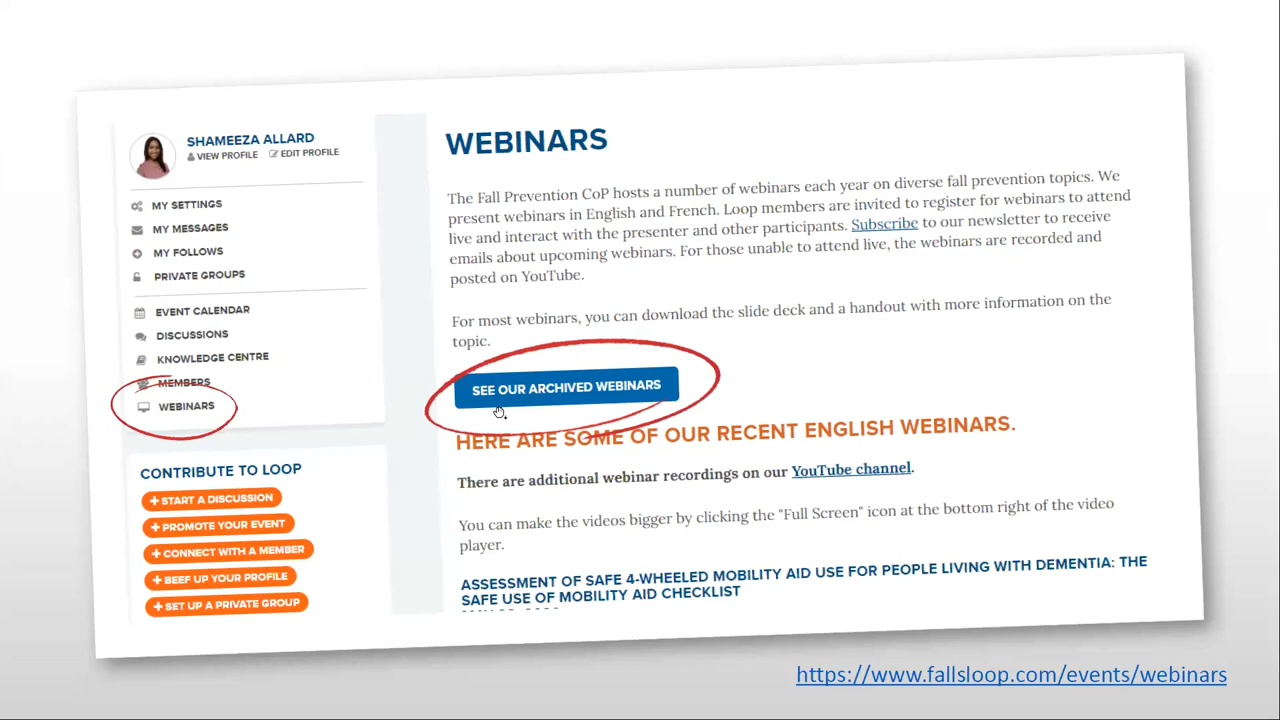 SHAMEEZA ALLARD
VIEW PROFILE EDIT PROFILE
MY SETTINGS
MY MESSAGES
MY FOLLOWS
PRIVATE GROUPS
EVENT CALENDAR
DISCUSSIONS
KNOWLEDGE CENTRE
MEMBERS
WEBINARS
CONTRIBUTE TO LOOP
+ START A DISCUSSION
+ PROMOTE YOUR EVENT
+ CONNECT WITH A MEMBER
+ BEEF UP YOUR PROFILE
+ SET UP A PRIVATE GROUP
WEBINARS
The Fall Prevention CoP hosts a number of webinars each year on diverse fall prevention topics. We
present webinars in English and French. Loop members are invited to register for webinars to attend
live and interact with the presenter and other participants. Subscribe to our newsletter to receive
emails about upcoming webinars. For those unable to attend live, the webinars are recorded and
posted on YouTube.
For most webinars, you can download the slide deck and a handout with more information on the
topic.
SEE OUR ARCHIVED WEBINARS
HERE ARE SOME OF OUR RECENT ENGLISH WEBINARS.
There are additional webinar recordings on our YouTube channel.
You can make the videos bigger by clicking the "Full Screen" icon at the bottom right of the video
player.
ASSESSMENT OF SAFE 4-WHEELED MOBILITY AID USE FOR PEOPLE LIVING WITH DEMENTIA: THE
SAFE USE OF MOBILITY AID CHECKLIST
https://www.fallsloop.com/events/webinars